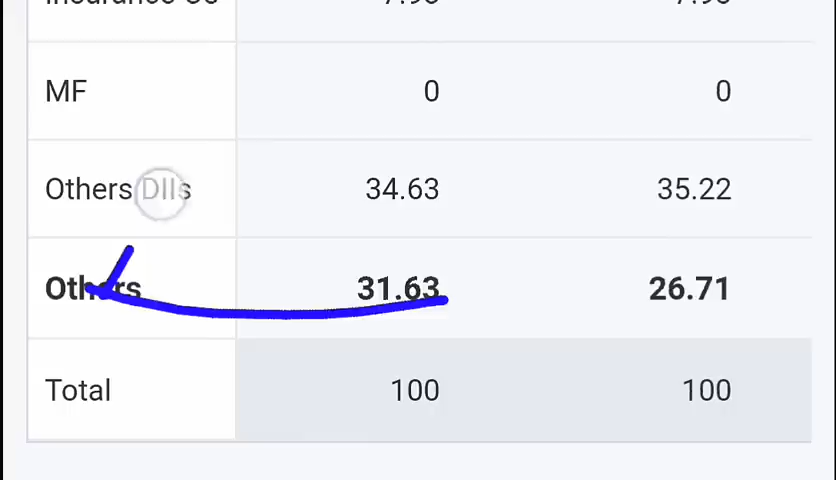 MF 0 0
Others DIIs 34.63 35.22
Others 31.63 26.71
Total 100 100